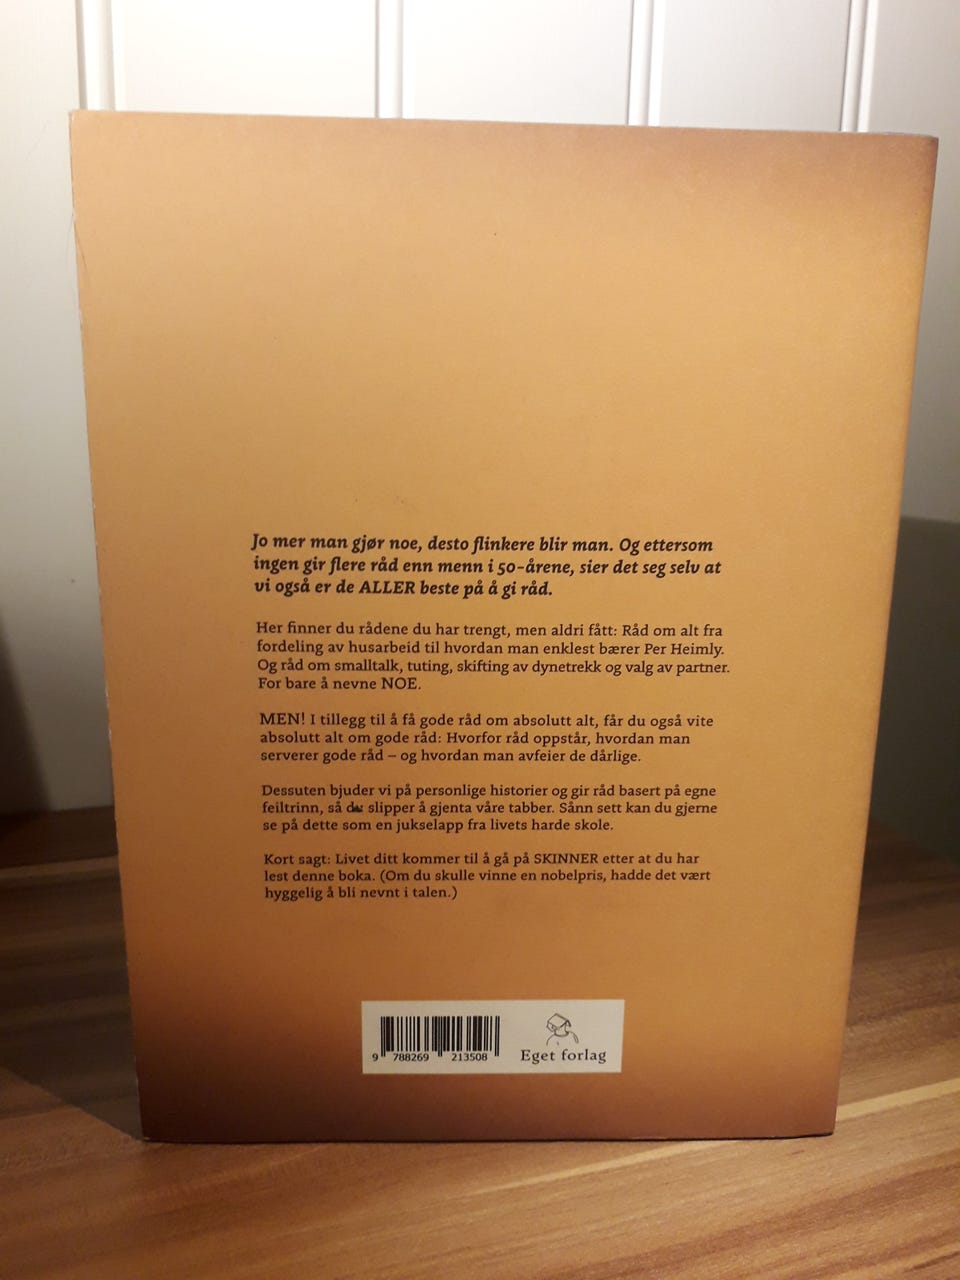 Jo mer man gjør noe, desto flinkere blir man. Og ettersom
ingen gir flere råd enn menn i 50-årene, sier det seg selv at
vi også er de ALLER beste på å gi råd.
Her finner du rådene du har trengt, men aldri fått: Råd om alt fra
fordeling av husarbeid til hvordan man enklest bærer Per Heimly.
Og råd om smalltalk, tuting, skifting av dynetrekk og valg av partner.
For bare å nevne NOE.
MEN! I tillegg til å få gode råd om absolutt alt, får du også vite
absolutt alt om gode råd: Hvorfor råd oppstår, hvordan man
serverer gode råd – og hvordan man avfeier de dårlige.
Dessuten bjuder vi på personlige historier og gir råd basert på egne
feiltrinn, så du slipper å gjenta våre tabber. Sånn sett kan du gjerne
se på dette som en jukselapp fra livets harde skole.
Kort sagt: Livet ditt kommer til å gå på SKINNER etter at du har
lest denne boka. (Om du skulle vinne en nobelpris, hadde det vært
hyggelig å bli nevnt i talen.)
9 788269 213508
Eget forlag